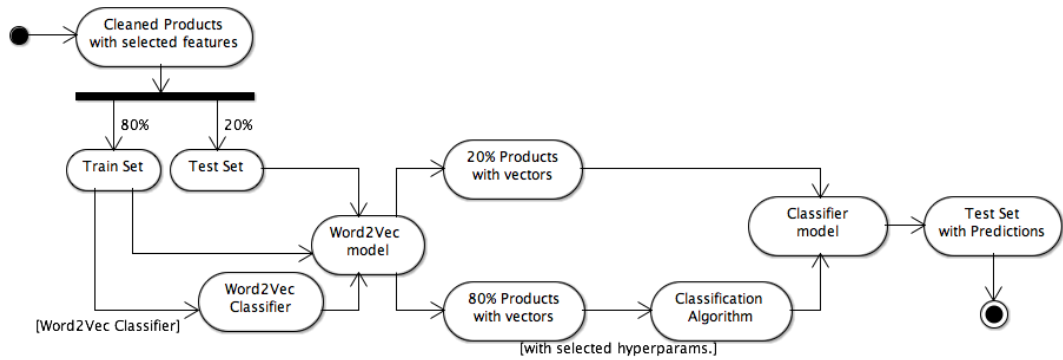 Cleaned Products
with selected features
80%
20%
Train Set
Test Set
20% Products
with vectors
Word2Vec
model
Classifier
model
Test Set
with Predictions
Word2Vec
Classifier
80% Products
with vectors
Classification
Algorithm
[Word2Vec Classifier]
[with selected hyperparams.]